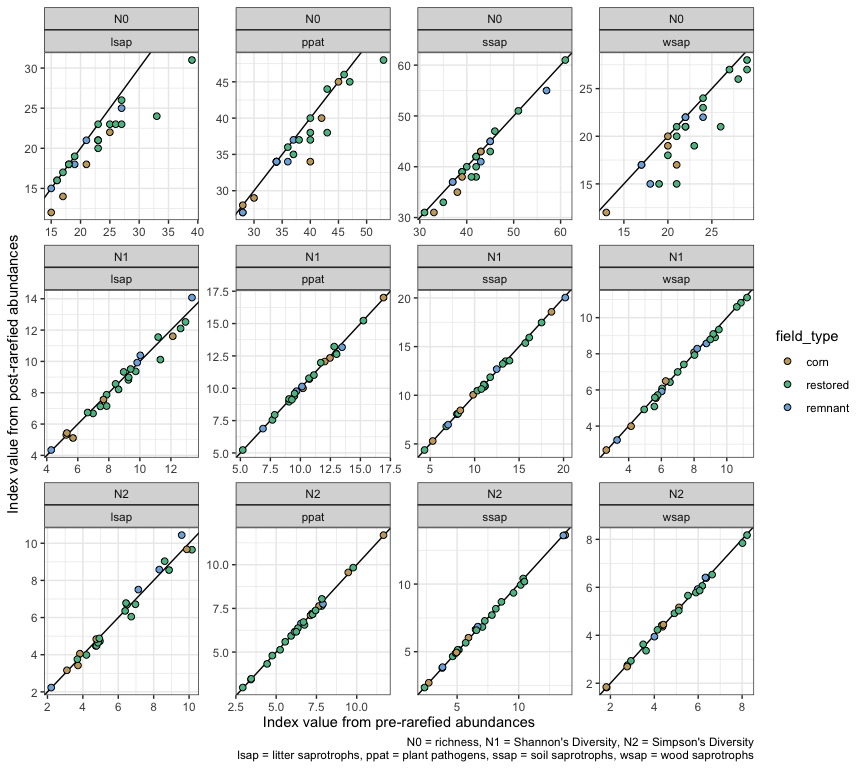 N0 N0 N0 N0
lsap ppat ssap wsap
30 25 20 15
45 40 35 30
60 50 40 30
25 20 15
15 20 25 30 35 40
30 35 40 45 50
30 40 50 60
15 20 25
N1 N1 N1 N1
lsap ppat ssap wsap
14 12 10 8 6 4
17.5 15.0 12.5 10.0 7.5 5.0
20 15 10 5
10 8 6 4
4 6 8 10 12
5.0 7.5 10.0 12.5 15.0 17.5
5 10 15 20
4 6 8 10
N2 N2 N2 N2
lsap ppat ssap wsap
10 8 6 4 2
10.0 7.5 5.0
10 5
8 6 4 2
2 4 6 8 10
2.5 5.0 7.5 10.0
5 10
2 4 6 8
Index value from post-rarefied abundances
Index value from pre-rarefied abundances
field_type
corn
restored
remnant
N0 = richness, N1 = Shannon's Diversity, N2 = Simpson's Diversity
lsap = litter saprotrophs, ppat = plant pathogens, ssap = soil saprotrophs, wsap = wood saprotrophs